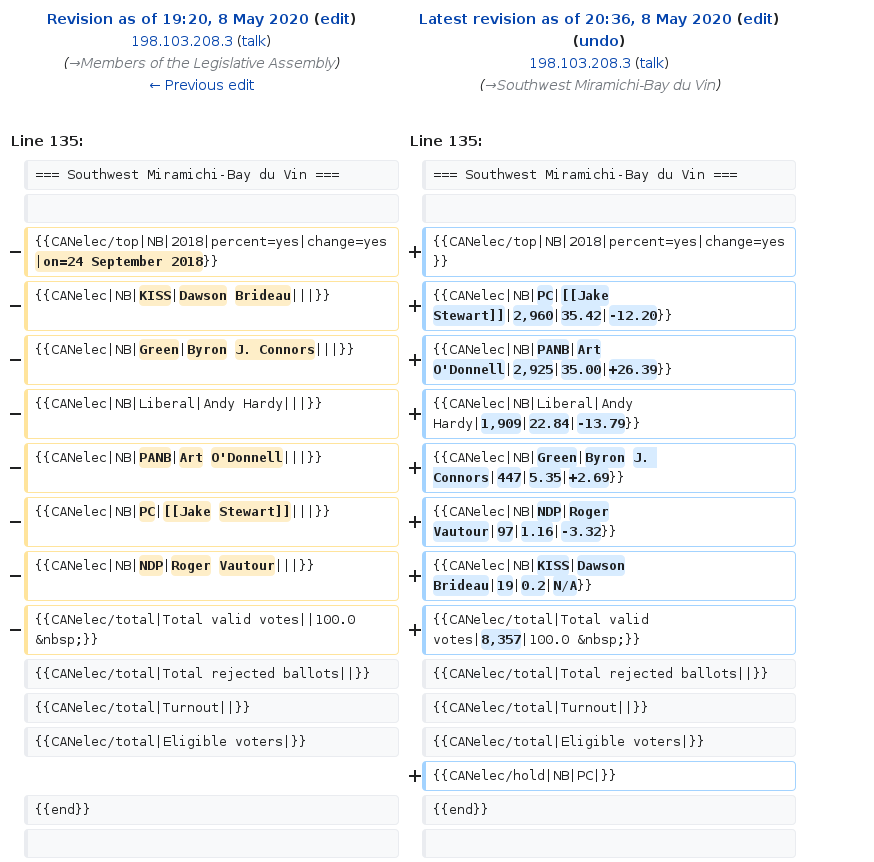 Revision as of 19:20, 8 May 2020 (edit)
198.103.208.3 (talk)
(→Members of the Legislative Assembly)
← Previous edit
Latest revision as of 20:36, 8 May 2020 (edit)
(undo)
198.103.208.3 (talk)
(→Southwest Miramichi-Bay du Vin)
Line 135:
Line 135:
=== Southwest Miramichi-Bay du Vin ===
=== Southwest Miramichi-Bay du Vin ===
− {{CANelec/top|NB|2018|percent=yes|change=yes
|on=24 September 2018}}
+ {{CANelec/top|NB|2018|percent=yes|change=yes
}}
− {{CANelec|NB|KISS|Dawson Brideau|||}}
+ {{CANelec|NB|PC|[[Jake
Stewart]]|2,960|35.42|-12.20}}
− {{CANelec|NB|Green|Byron J. Connors|||}}
+ {{CANelec|NB|PANB|Art
O'Donnell|2,925|35.00|+26.39}}
− {{CANelec|NB|Liberal|Andy Hardy|||}}
+ {{CANelec|NB|Liberal|Andy
Hardy|1,909|22.84|-13.79}}
− {{CANelec|NB|PANB|Art O'Donnell|||}}
+ {{CANelec|NB|Green|Byron J.
Connors|447|5.35|+2.69}}
− {{CANelec|NB|PC|[[Jake Stewart]]|||}}
+ {{CANelec|NB|NDP|Roger
Vautour|97|1.16|-3.32}}
− {{CANelec|NB|NDP|Roger Vautour|||}}
+ {{CANelec|NB|KISS|Dawson
Brideau|19|0.2|N/A}}
− {{CANelec/total|Total valid votes||100.0
&nbsp;}}
+ {{CANelec/total|Total valid
votes|8,357|100.0 &nbsp;}}
{{CANelec/total|Total rejected ballots||}}
{{CANelec/total|Total rejected ballots||}}
{{CANelec/total|Turnout||}}
{{CANelec/total|Turnout||}}
{{CANelec/total|Eligible voters|}}
{{CANelec/total|Eligible voters|}}
+ {{CANelec/hold|NB|PC|}}
{{end}}
{{end}}